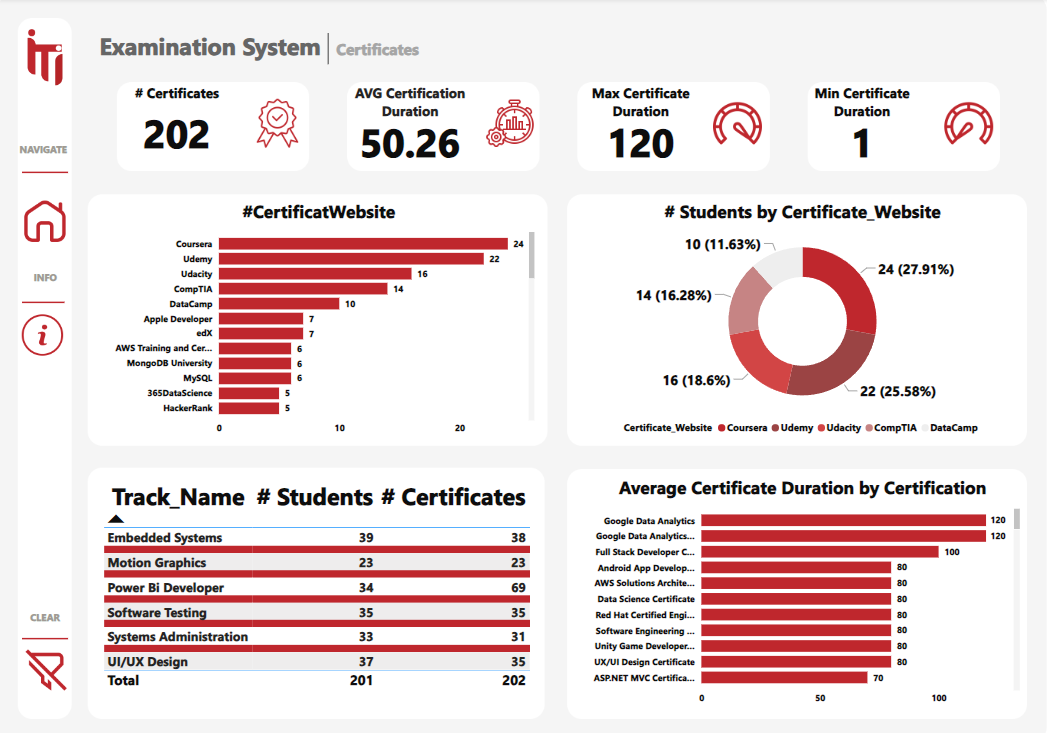 iTi
Examination System | Certificates
# Certificates
202
AVG Certification
Duration
50.26
Max Certificate
Duration
120
Min Certificate
Duration
1
NAVIGATE
INFO
i
CLEAR
#CertificatWebsite
Coursera 24
Udemy 22
Udacity 16
CompTIA 14
DataCamp 10
Apple Developer 7
edX 7
AWS Training and Cer... 6
MongoDB University 6
MySQL 6
365DataScience 5
HackerRank 5
0 10 20
# Students by Certificate_Website
10 (11.63%)
24 (27.91%)
14 (16.28%)
16 (18.6%)
22 (25.58%)
Certificate_Website Coursera Udemy Udacity CompTIA DataCamp
Track_Name # Students # Certificates
Embedded Systems 39 38
Motion Graphics 23 23
Power Bi Developer 34 69
Software Testing 35 35
Systems Administration 33 31
UI/UX Design 37 35
Total 201 202
Average Certificate Duration by Certification
Google Data Analytics 120
Google Data Analytics... 120
Full Stack Developer C... 100
Android App Develop... 80
AWS Solutions Archite... 80
Data Science Certificate 80
Red Hat Certified Engi... 80
Software Engineering ... 80
Unity Game Developer... 80
UX/UI Design Certificate 80
ASP.NET MVC Certifica... 70
0 50 100